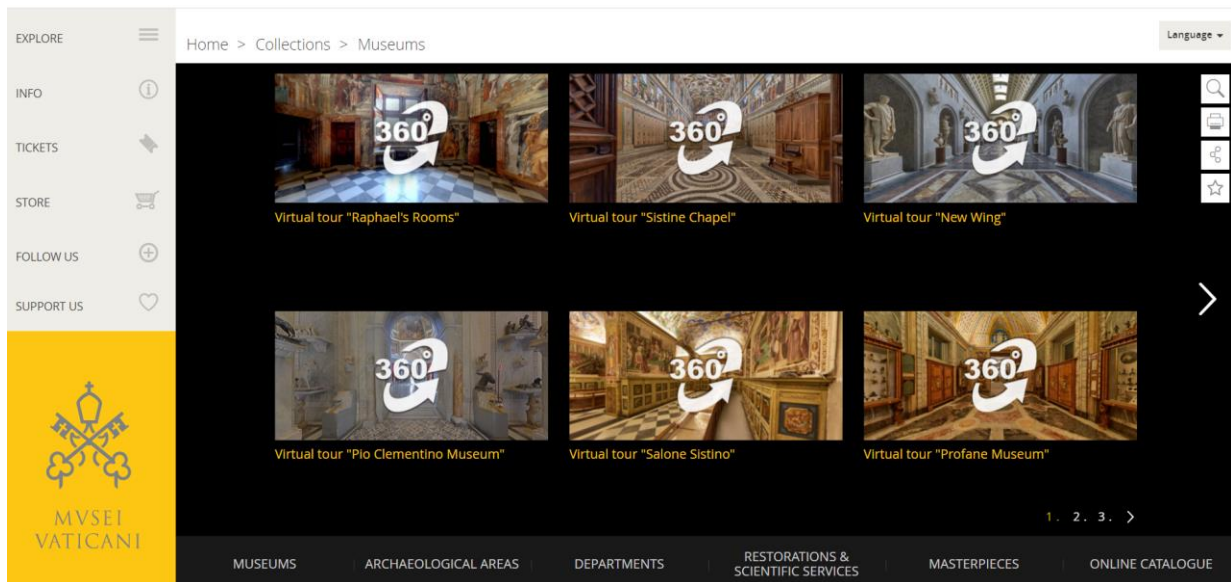 EXPLORE
INFO
TICKETS
STORE
FOLLOW US
SUPPORT US
MVSEI
VATICANI
Home > Collections > Museums
Language
360°
360°
360°
Virtual tour "Raphael's Rooms"
Virtual tour "Sistine Chapel"
Virtual tour "New Wing"
360°
360°
360°
Virtual tour "Pio Clementino Museum"
Virtual tour "Salone Sistino"
Virtual tour "Profane Museum"
1. 2. 3. >
MUSEUMS
ARCHAEOLOGICAL AREAS
DEPARTMENTS
RESTORATIONS &
SCIENTIFIC SERVICES
MASTERPIECES
ONLINE CATALOGUE